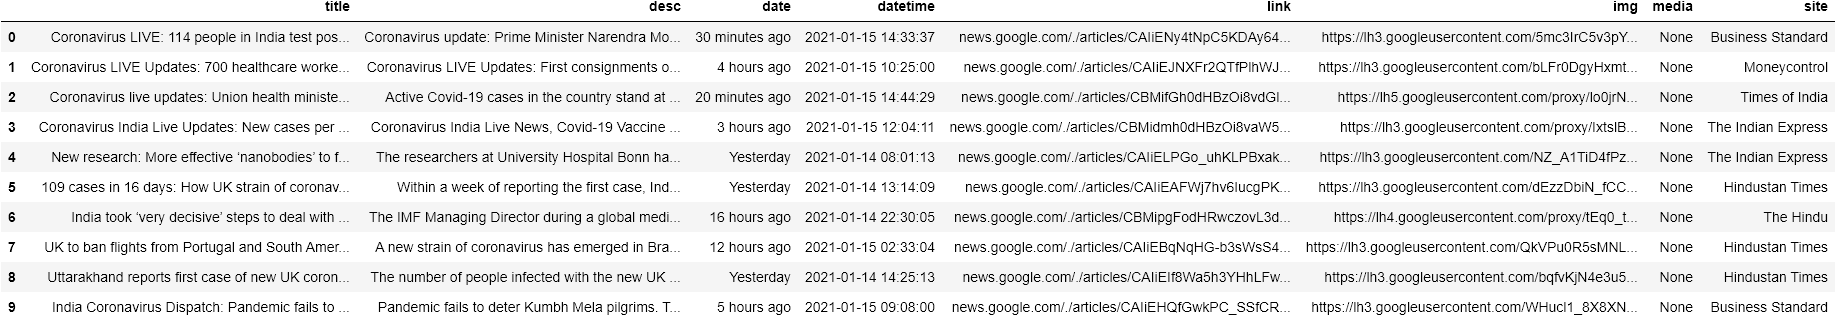 title desc date datetime link img media site
0 Coronavirus LIVE: 114 people in India test pos... Coronavirus update: Prime Minister Narendra Mo... 30 minutes ago 2021-01-15 14:33:37 news.google.com/./articles/CAIiENy4tNpC5KDAy64... https://lh3.googleusercontent.com/5mc3IrC5v3pY... None Business Standard
1 Coronavirus LIVE Updates: 700 healthcare worke... Coronavirus LIVE Updates: First consignments o... 4 hours ago 2021-01-15 10:25:00 news.google.com/./articles/CAIiEJNXFr2QTfPlhWJ... https://lh3.googleusercontent.com/bLFr0DgyHxmt... None Moneycontrol
2 Coronavirus live updates: Union health ministe... Active Covid-19 cases in the country stand at ... 20 minutes ago 2021-01-15 14:44:29 news.google.com/./articles/CBMifGh0dHBzOi8vdGl... https://lh5.googleusercontent.com/proxy/Io0jrN... None Times of India
3 Coronavirus India Live Updates: New cases per ... Coronavirus India Live News, Covid-19 Vaccine ... 3 hours ago 2021-01-15 12:04:11 news.google.com/./articles/CBMidmh0dHBzOi8vaW5... https://lh3.googleusercontent.com/proxy/IxtsIB... None The Indian Express
4 New research: More effective ‘nanobodies’ to f... The researchers at University Hospital Bonn ha... Yesterday 2021-01-14 08:01:13 news.google.com/./articles/CAIiELPGo_uhKLPBxak... https://lh3.googleusercontent.com/NZ_A1TiD4fPz... None The Indian Express
5 109 cases in 16 days: How UK strain of coronav... Within a week of reporting the first case, Ind... Yesterday 2021-01-14 13:14:09 news.google.com/./articles/CAIiEAFWj7hv6IucgPK... https://lh3.googleusercontent.com/dEzzDbiN_fCC... None Hindustan Times
6 India took ‘very decisive’ steps to deal with ... The IMF Managing Director during a global medi... 16 hours ago 2021-01-14 22:30:05 news.google.com/./articles/CBMipgFodHRwczovL3d... https://lh4.googleusercontent.com/proxy/tEq0_t... None The Hindu
7 UK to ban flights from Portugal and South Amer... A new strain of coronavirus has emerged in Bra... 12 hours ago 2021-01-15 02:33:04 news.google.com/./articles/CAIiEBqNqHG-b3sWsS4... https://lh3.googleusercontent.com/QkVPu0R5sMNL... None Hindustan Times
8 Uttarakhand reports first case of new UK coron... The number of people infected with the new UK ... Yesterday 2021-01-14 14:25:13 news.google.com/./articles/CAIiEIf8Wa5h3YHhLFw... https://lh3.googleusercontent.com/bqfvKjN4e3u5... None Hindustan Times
9 India Coronavirus Dispatch: Pandemic fails to ... Pandemic fails to deter Kumbh Mela pilgrims. T... 5 hours ago 2021-01-15 09:08:00 news.google.com/./articles/CAIiEHQfGwkPC_SSfCR... https://lh3.googleusercontent.com/WHucl1_8X8XN... None Business Standard